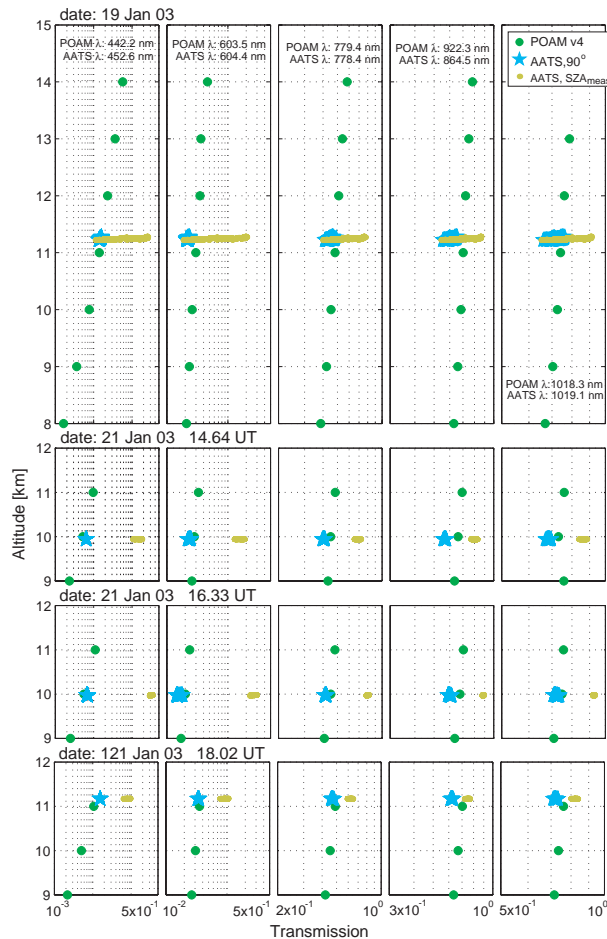 date: 19 Jan 03
POAM λ: 442.2 nm
AATS λ: 452.6 nm
POAM λ: 603.5 nm
AATS λ: 604.4 nm
POAM λ: 779.4 nm
AATS λ: 778.4 nm
POAM λ: 922.3 nm
AATS λ: 864.5 nm
POAM v4
AATS,90°
AATS, SZAmeas
15
14
13
12
11
10
9
8
POAM λ:1018.3 nm
AATS λ: 1019.1 nm
date: 21 Jan 03 14.64 UT
12
11
10
9
Altitude [km]
date: 21 Jan 03 16.33 UT
12
11
10
9
date: 121 Jan 03 18.02 UT
12
11
10
9
10⁻³ 5x10⁻¹ 10⁻² 5x10⁻¹ 2x10⁻¹ 10⁰ 3x10⁻¹ 10⁰ 5x10⁻¹ 10⁰
Transmission